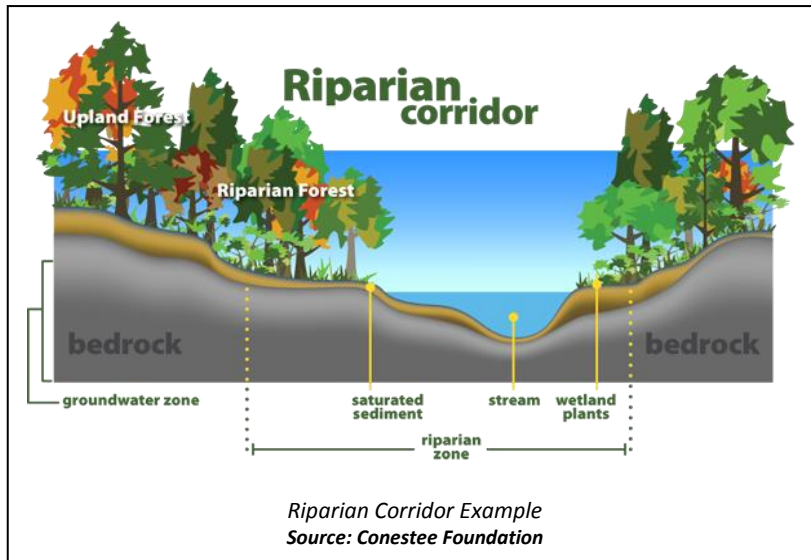 Riparian
corridor
Upland Forest
Riparian Forest
bedrock
bedrock
groundwater zone
saturated
sediment
stream
wetland
plants
riparian
zone
Riparian Corridor Example
Source: Conestee Foundation